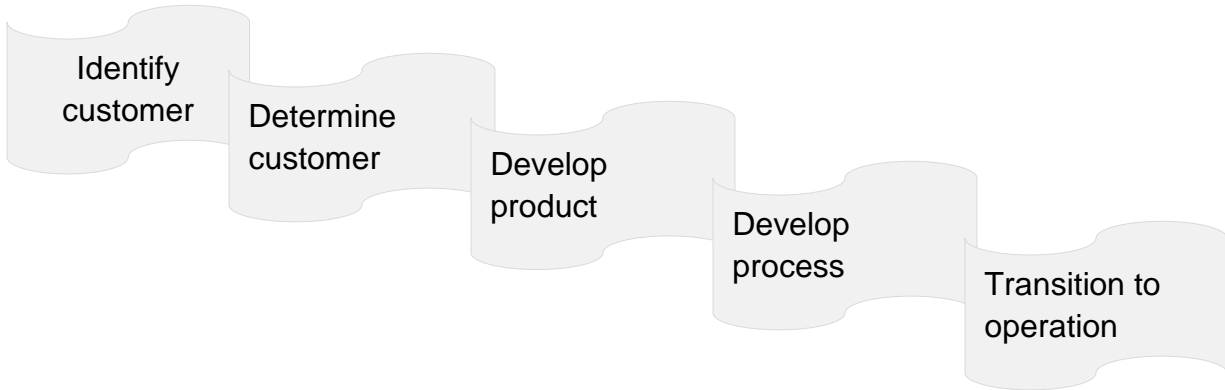 Identify
customer
Determine
customer
Develop
product
Develop
process
Transition to
operation